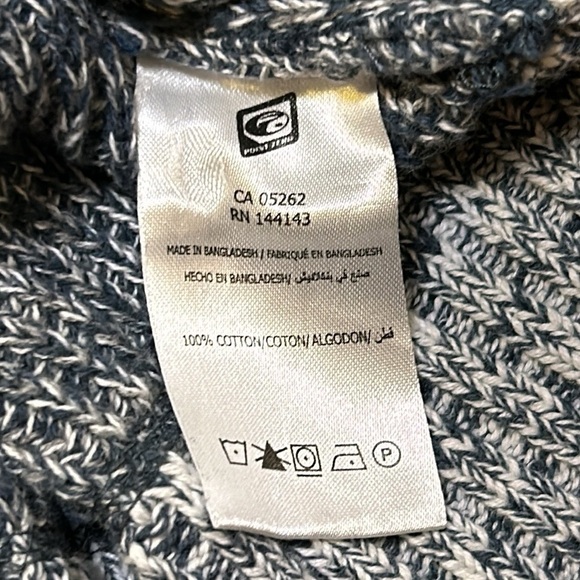 POINT ZERO
CA 05262
RN 144143
MADE IN BANGLADESH / FABRIQUÉ EN BANGLADESH
HECHO EN BANGLADESH/ صنع في بنغلاديش
100% COTTON/COTON/ALGODON/ قطن
P